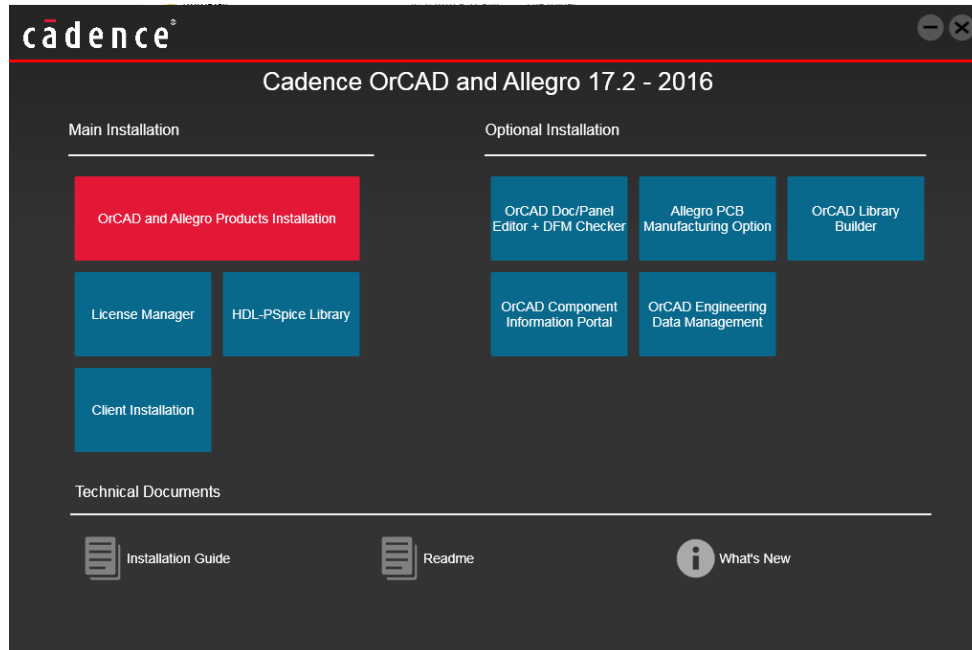 cādence®
Cadence OrCAD and Allegro 17.2 - 2016
Main Installation
Optional Installation
OrCAD and Allegro Products Installation
OrCAD Doc/Panel
Editor + DFM Checker
Allegro PCB
Manufacturing Option
OrCAD Library
Builder
License Manager
HDL-PSpice Library
OrCAD Component
Information Portal
OrCAD Engineering
Data Management
Client Installation
Technical Documents
Installation Guide
Readme
What's New